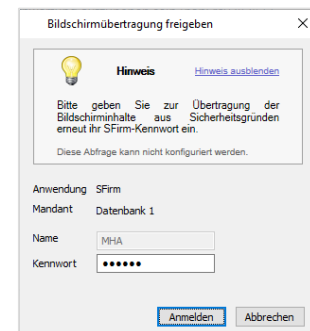 Bildschirmübertragung freigeben
Hinweis Hinweis ausblenden
Bitte geben Sie zur Übertragung der
Bildschirminhalte aus Sicherheitsgründen
erneut ihr SFirm-Kennwort ein.
Diese Abfrage kann nicht konfiguriert werden.
Anwendung SFirm
Mandant Datenbank 1
Name MHA
Kennwort ••••••
Anmelden Abbrechen